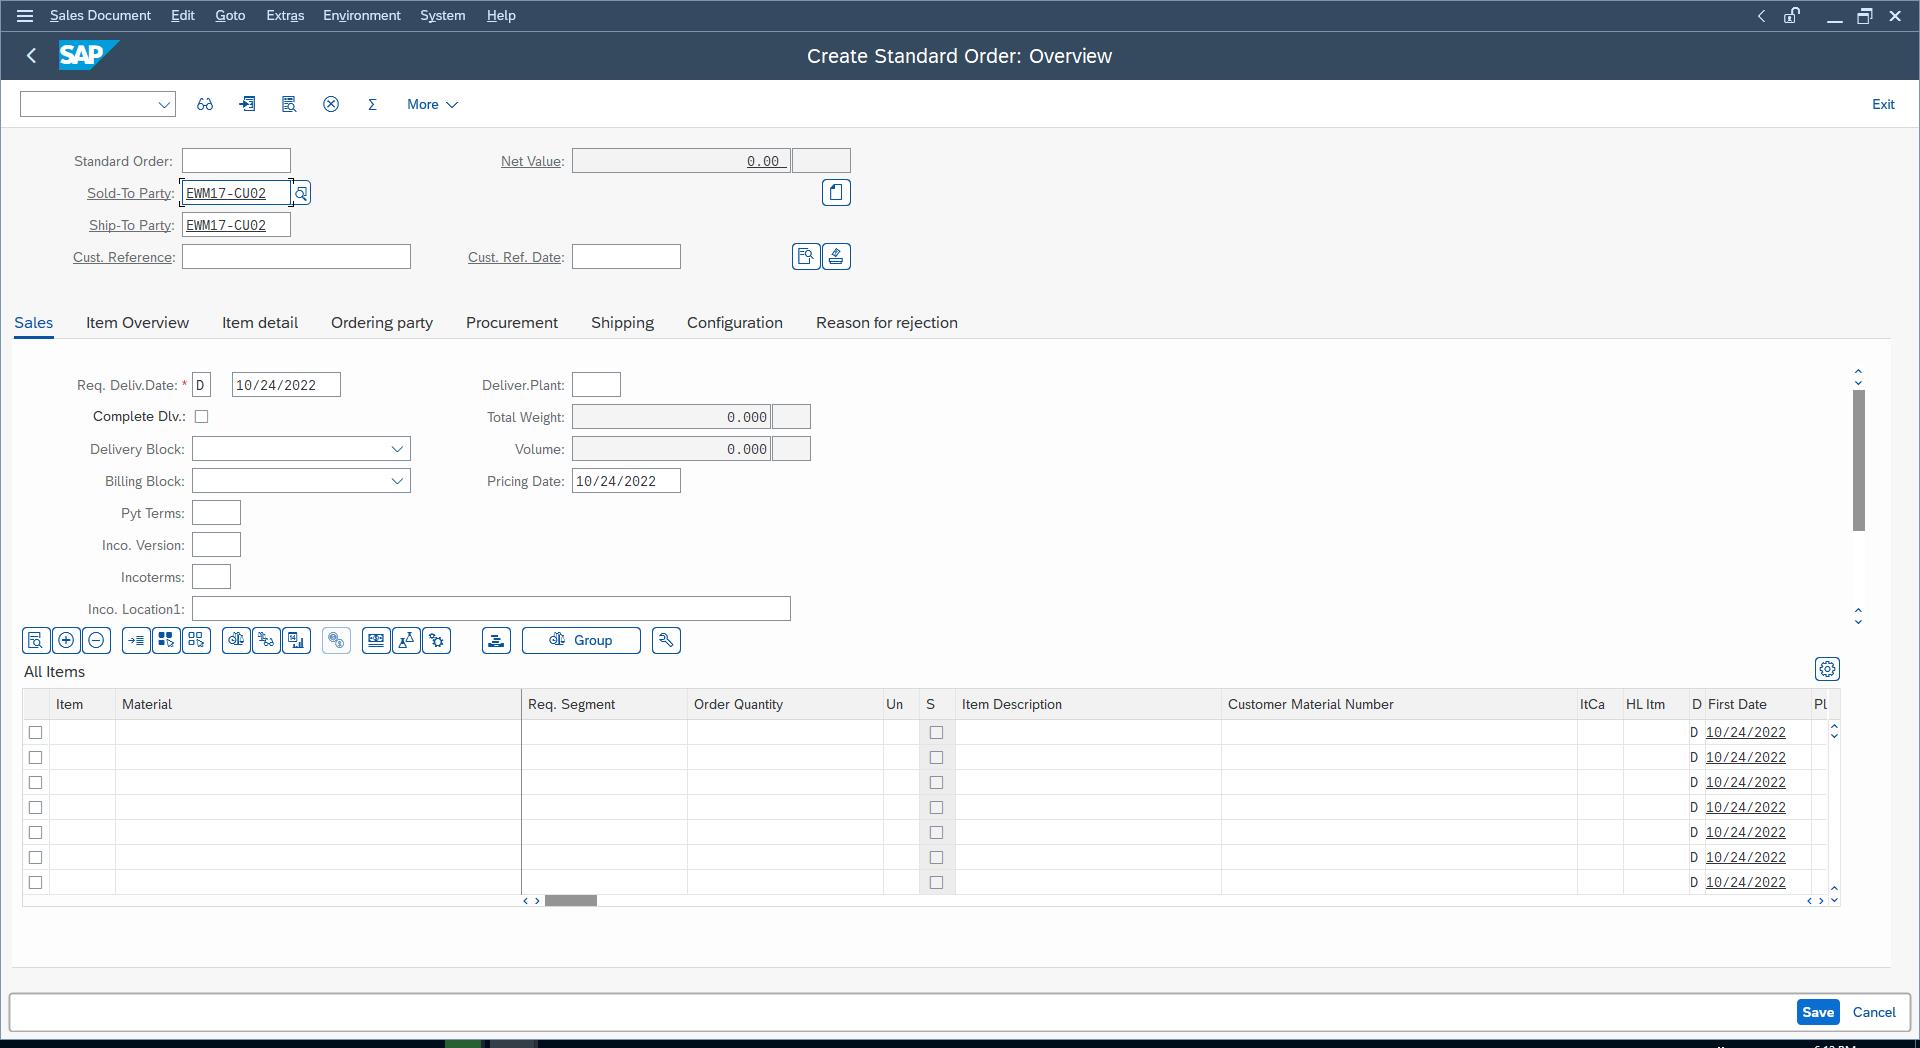 Sales Document Edit Goto Extras Environment System Help
SAP Create Standard Order: Overview
More Exit
Standard Order: Net Value: 0.00
Sold-To Party: EWM17-CU02
Ship-To Party: EWM17-CU02
Cust. Reference: Cust. Ref. Date:
Sales Item Overview Item detail Ordering party Procurement Shipping Configuration Reason for rejection
Req. Deliv.Date: * D 10/24/2022 Deliver.Plant:
Complete Dlv.: Total Weight: 0.000
Delivery Block: Volume: 0.000
Billing Block: Pricing Date: 10/24/2022
Pyt Terms:
Inco. Version:
Incoterms:
Inco. Location1:
Group
All Items
Item Material Req. Segment Order Quantity Un S Item Description Customer Material Number ItCa HL Itm D First Date Pl
D 10/24/2022
D 10/24/2022
D 10/24/2022
D 10/24/2022
D 10/24/2022
D 10/24/2022
D 10/24/2022
Save Cancel